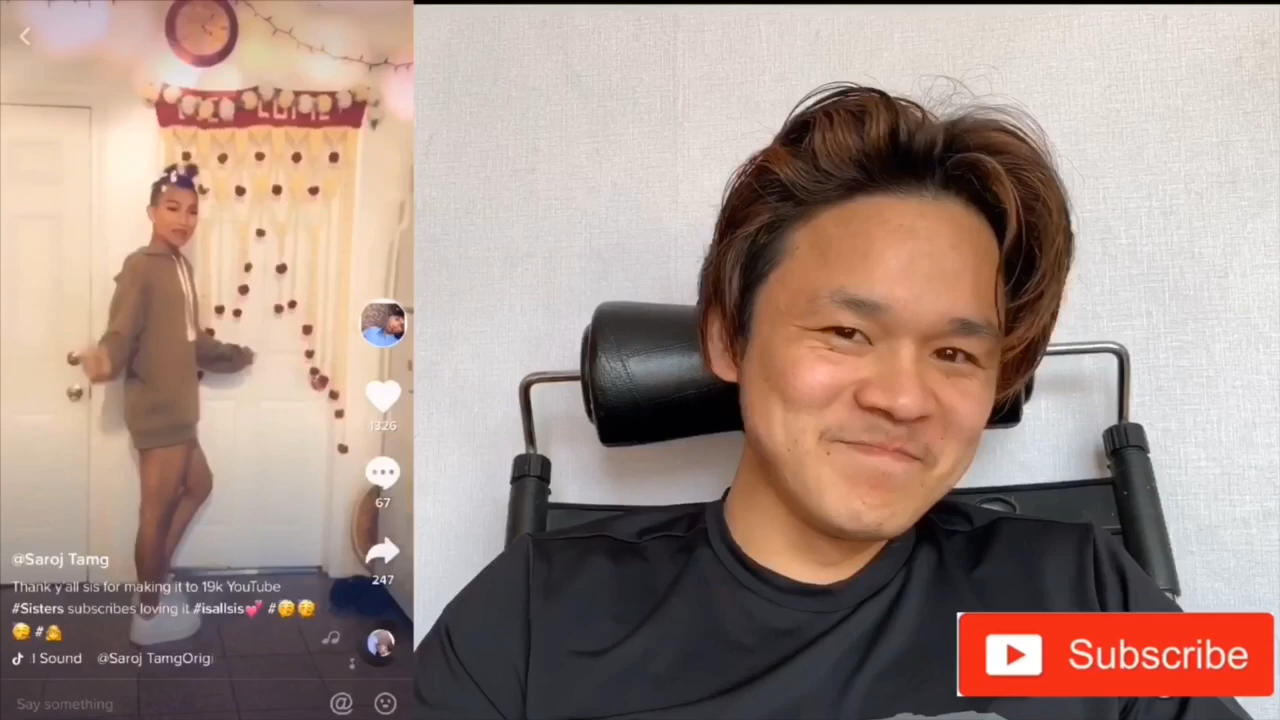 WELCOME
1326
67
247
@Saroj Tamg
Thank y'all sis for making it to 19k YouTube
#Sisters subscribes loving it #isallsis💕 #🥳🥳
🥳 #🙆
l Sound @Saroj TamgOrigi
Say something
@
Subscribe